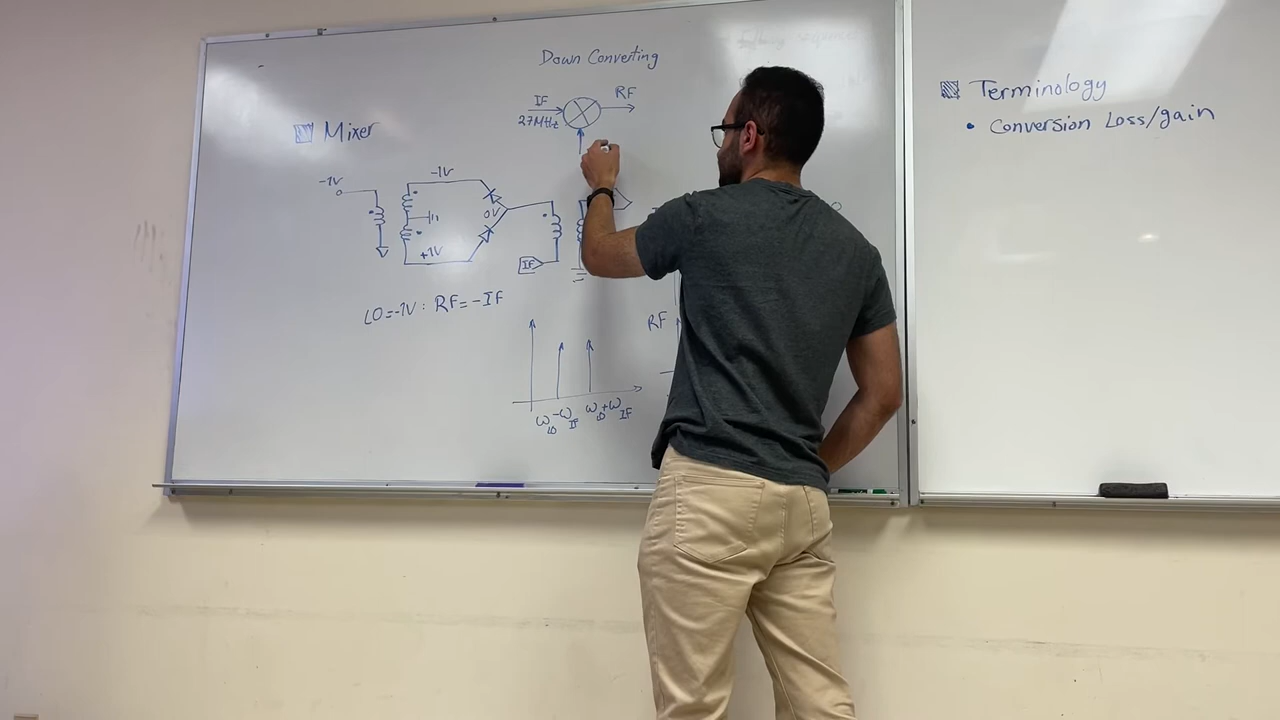 Down Converting
IF
RF
27MHz
Mixer
-1V
-1V
0V
+1V
IF
LO=-1V: RF=-IF
RF
ω_LO-ω_IF
ω_LO+ω_IF
Terminology
• Conversion Loss/gain